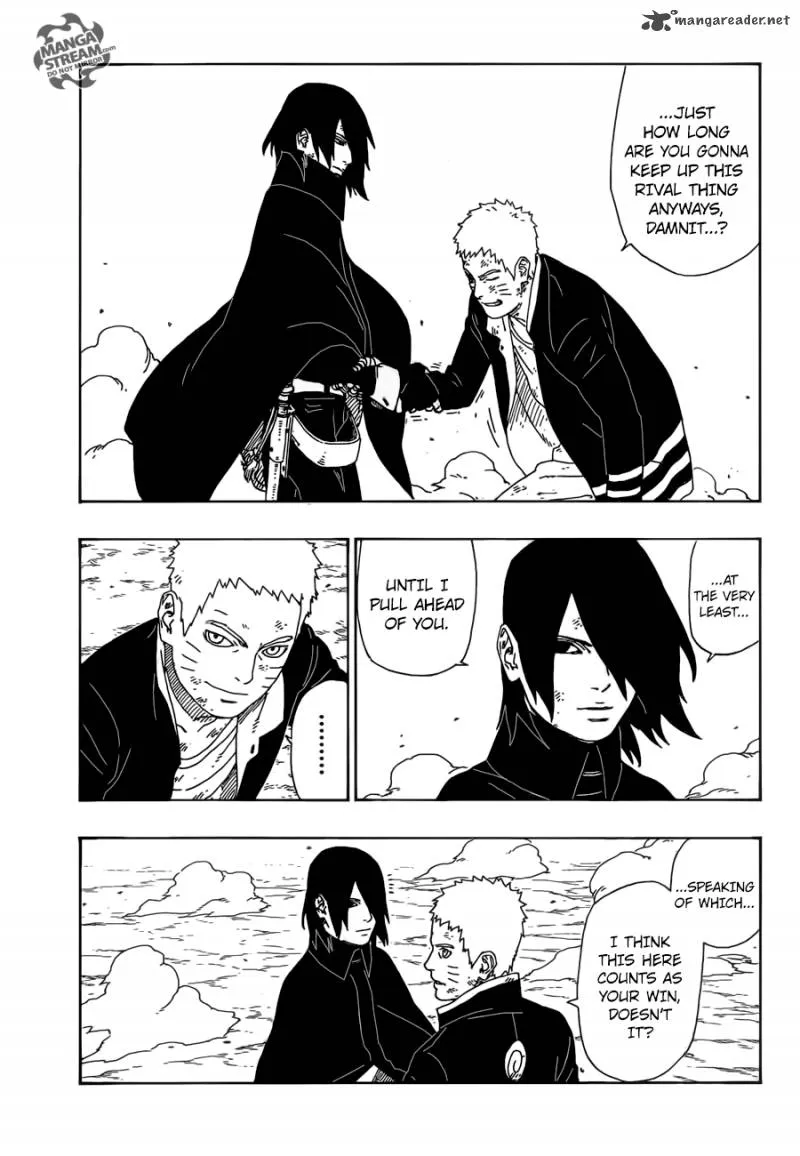 MANGA
STREAM.com
DO NOT MIRROR
mangareader.net
...JUST
HOW LONG
ARE YOU GONNA
KEEP UP THIS
RIVAL THING
ANYWAYS,
DAMNIT...?
...AT
THE VERY
LEAST...
UNTIL I
PULL AHEAD
OF YOU.
........
...SPEAKING
OF WHICH...
I THINK
THIS HERE
COUNTS AS
YOUR WIN,
DOESN'T
IT?